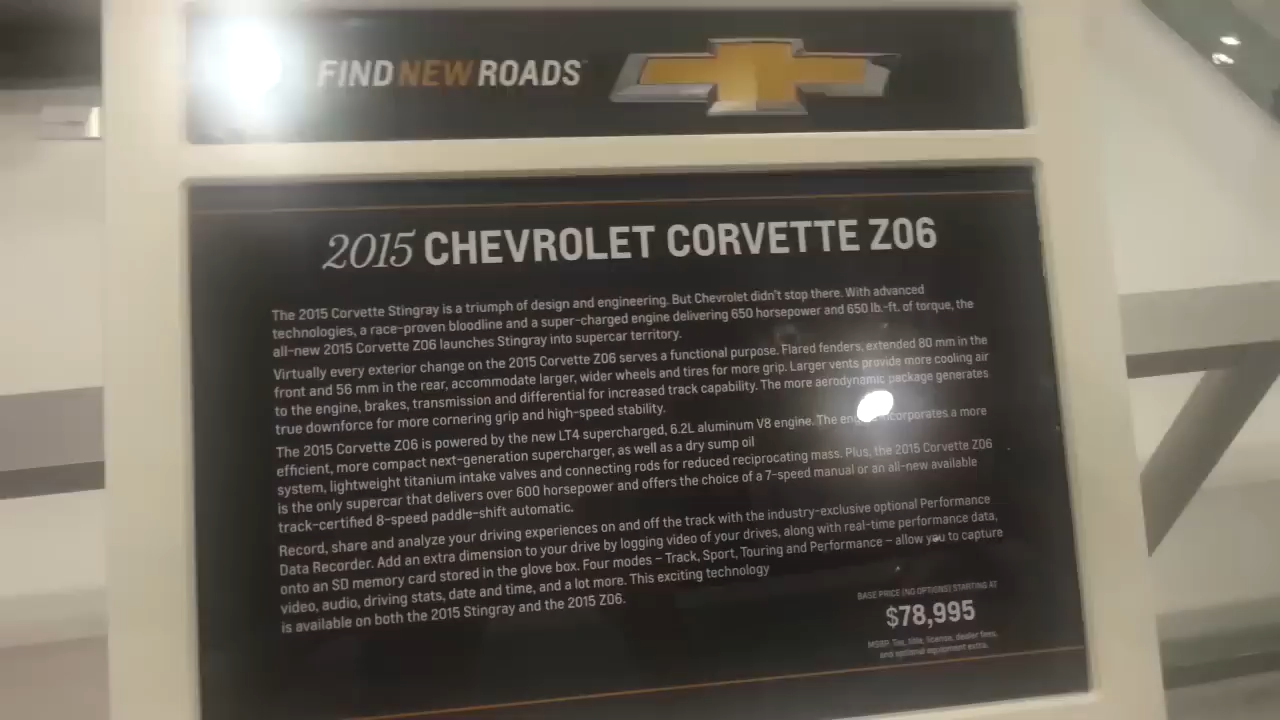 FIND NEW ROADS
2015 CHEVROLET CORVETTE Z06
The 2015 Corvette Stingray is a triumph of design and engineering. But Chevrolet didn't stop there. With advanced
technologies, a race-proven bloodline and a super-charged engine delivering 650 horsepower and 650 lb.-ft. of torque, the
all-new 2015 Corvette Z06 launches Stingray into supercar territory.
Virtually every exterior change on the 2015 Corvette Z06 serves a functional purpose. Flared fenders, extended 80 mm in the
front and 56 mm in the rear, accommodate larger, wider wheels and tires for more grip. Larger vents provide more cooling air
to the engine, brakes, transmission and differential for increased track capability. The more aerodynamic package generates
true downforce for more cornering grip and high-speed stability.
The 2015 Corvette Z06 is powered by the new LT4 supercharged, 6.2L aluminum V8 engine. The incorporates a more
efficient, more compact next-generation supercharger, as well as a dry sump oil
system, lightweight titanium intake valves and connecting rods for reduced reciprocating mass. Plus, the 2015 Corvette Z06
is the only supercar that delivers over 600 horsepower and offers the choice of a 7-speed manual or an all-new available
track-certified 8-speed paddle-shift automatic.
Record, share and analyze your driving experiences on and off the track with the industry-exclusive optional Performance
Data Recorder. Add an extra dimension to your drive by logging video of your drives, along with real-time performance data,
onto an SD memory card stored in the glove box. Four modes – Track, Sport, Touring and Performance – allow you to capture
video, audio, driving stats, date and time, and a lot more. This exciting technology
is available on both the 2015 Stingray and the 2015 Z06.
BASE PRICE (NO OPTIONS) STARTING AT
$78,995
MSRP. Tax, title, license, dealer fees,
and optional equipment extra.